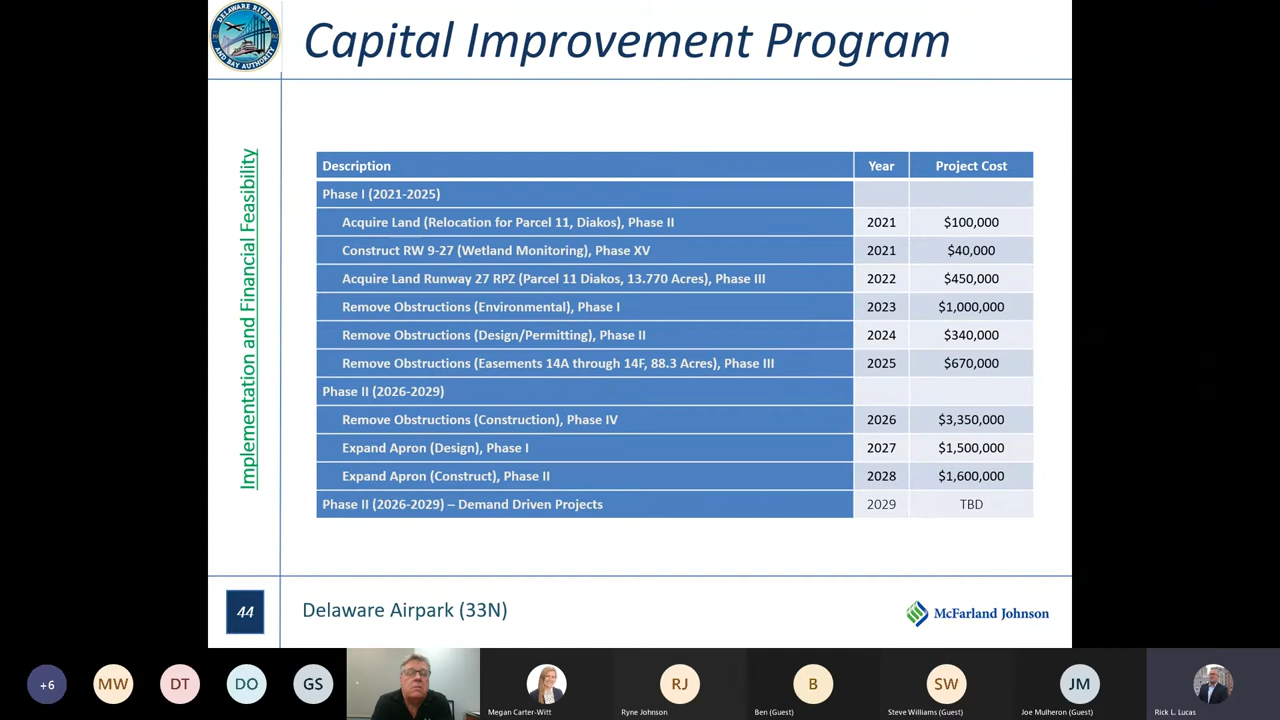 DELAWARE RIVER
1962
AND BAY AUTHORITY
Capital Improvement Program
Implementation and Financial Feasibility
Description Year Project Cost
Phase I (2021-2025)
Acquire Land (Relocation for Parcel 11, Diakos), Phase II 2021 $100,000
Construct RW 9-27 (Wetland Monitoring), Phase XV 2021 $40,000
Acquire Land Runway 27 RPZ (Parcel 11 Diakos, 13.770 Acres), Phase III 2022 $450,000
Remove Obstructions (Environmental), Phase I 2023 $1,000,000
Remove Obstructions (Design/Permitting), Phase II 2024 $340,000
Remove Obstructions (Easements 14A through 14F, 88.3 Acres), Phase III 2025 $670,000
Phase II (2026-2029)
Remove Obstructions (Construction), Phase IV 2026 $3,350,000
Expand Apron (Design), Phase I 2027 $1,500,000
Expand Apron (Construct), Phase II 2028 $1,600,000
Phase II (2026-2029) – Demand Driven Projects 2029 TBD
44
Delaware Airpark (33N)
McFarland Johnson
+6 MW DT DO GS RJ B SW JM
Megan Carter-Witt Ryne Johnson Ben (Guest) Steve Williams (Guest) Joe Mulheron (Guest) Rick L. Lucas